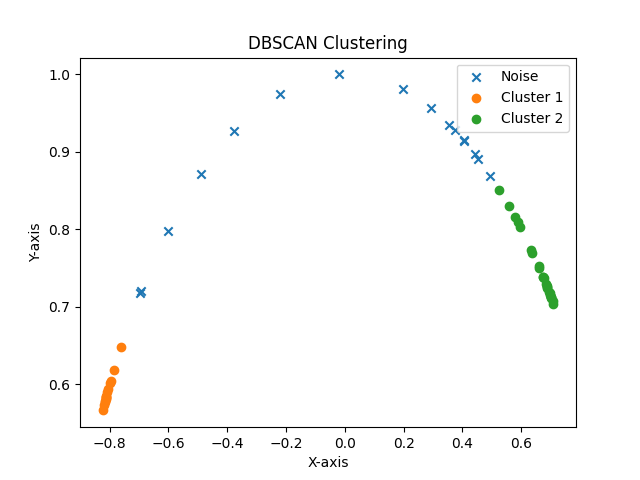 DBSCAN Clustering
Noise
Cluster 1
Cluster 2
1.0
0.9
0.8
0.7
0.6
Y-axis
−0.8 −0.6 −0.4 −0.2 0.0 0.2 0.4 0.6
X-axis